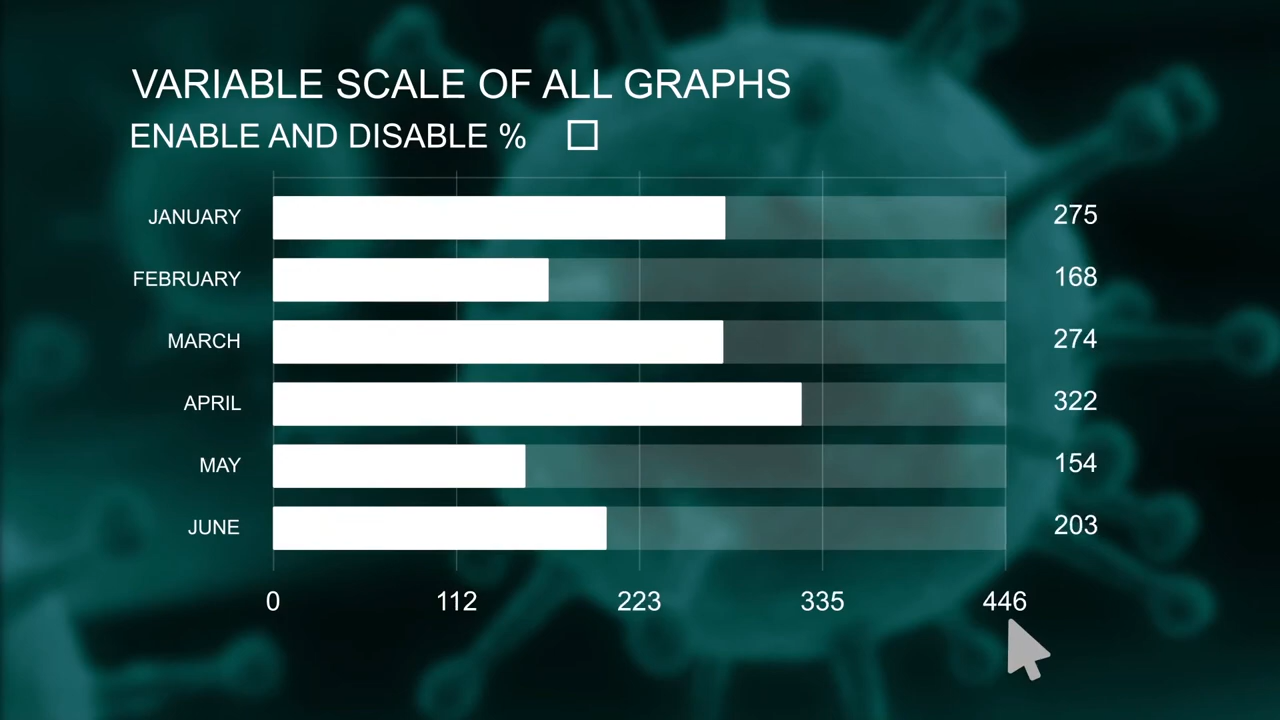 VARIABLE SCALE OF ALL GRAPHS
ENABLE AND DISABLE %
JANUARY 275
FEBRUARY 168
MARCH 274
APRIL 322
MAY 154
JUNE 203
0 112 223 335 446